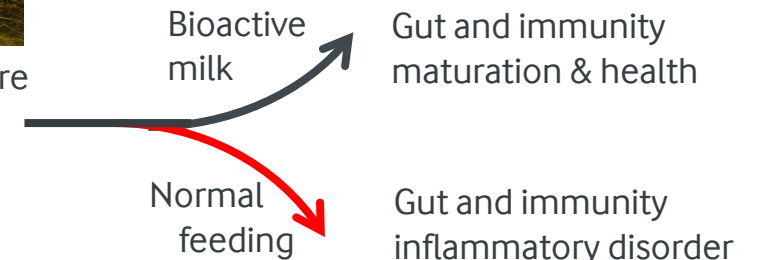 Bioactive
milk
Gut and immunity
maturation & health
re
Normal
feeding
Gut and immunity
inflammatory disorder